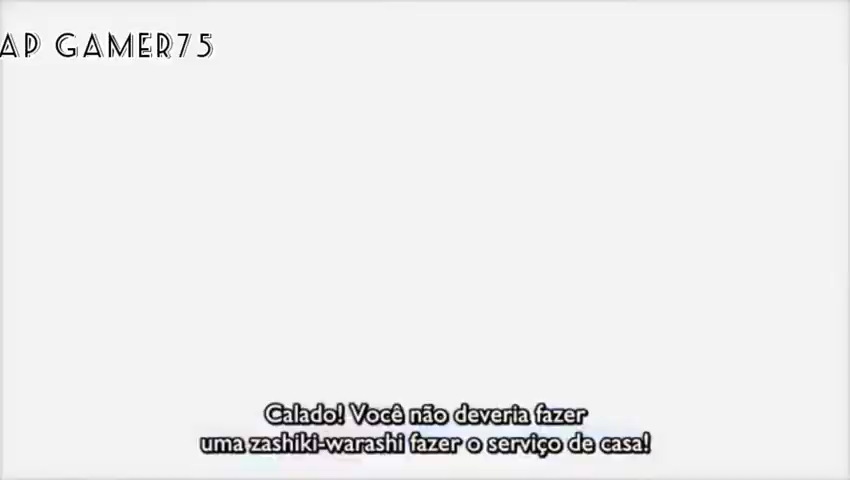 AP GAMER75
Calado! Você não deveria fazer
uma zashiki-warashi fazer o serviço de casa!